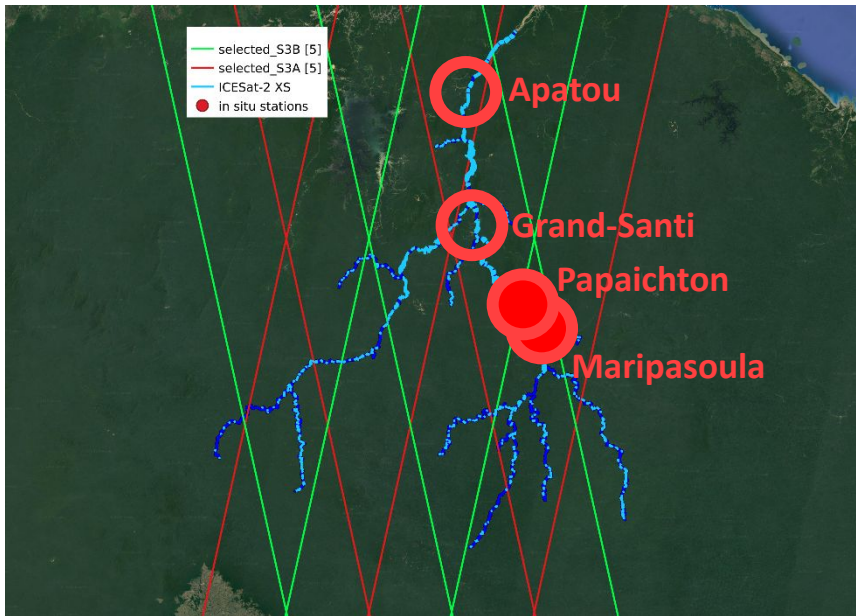 selected_S3B [5]
selected_S3A [5]
ICESat-2 XS
in situ stations
Apatou
Grand-Santi
Papaichton
Maripasoula